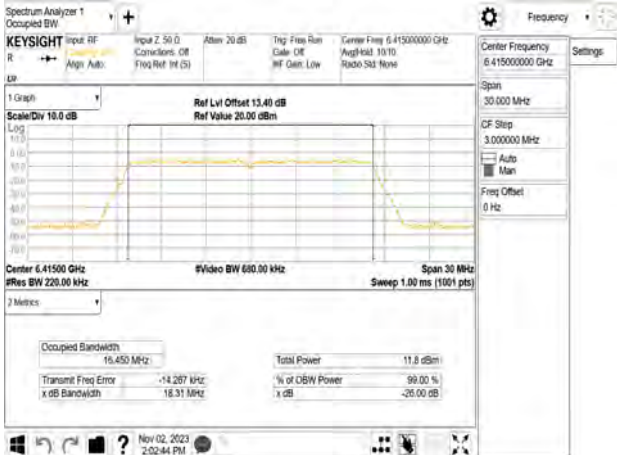 Spectrum Analyzer 1
Occupied BW
+
Frequency
KEYSIGHT Input: RF
R
Align: Auto
Input Z: 50 Ω
Corrections: Off
Freq Ref: Int (S)
Atten: 20 dB
Trig: Free Run
Gate: Off
#IF Gain: Low
Center Freq: 6.415000000 GHz
Avg|Hold: 10/10
Radio Std: None
Center Frequency
6.415000000 GHz
Settings
Span
30.000 MHz
CF Step
3.000000 MHz
Auto
Man
Freq Offset
0 Hz
1 Graph
Scale/Div 10.0 dB
Ref Lvl Offset 13.40 dB
Ref Value 20.00 dBm
Log
Center 6.41500 GHz
#Res BW 220.00 kHz
#Video BW 680.00 kHz
Span 30 MHz
Sweep 1.00 ms (1001 pts)
2 Metrics
Occupied Bandwidth
16.450 MHz
Total Power 11.8 dBm
Transmit Freq Error -14.287 kHz
% of OBW Power 99.00 %
x dB Bandwidth 18.31 MHz
x dB -26.00 dB
?
Nov 02, 2023
2:02:44 PM